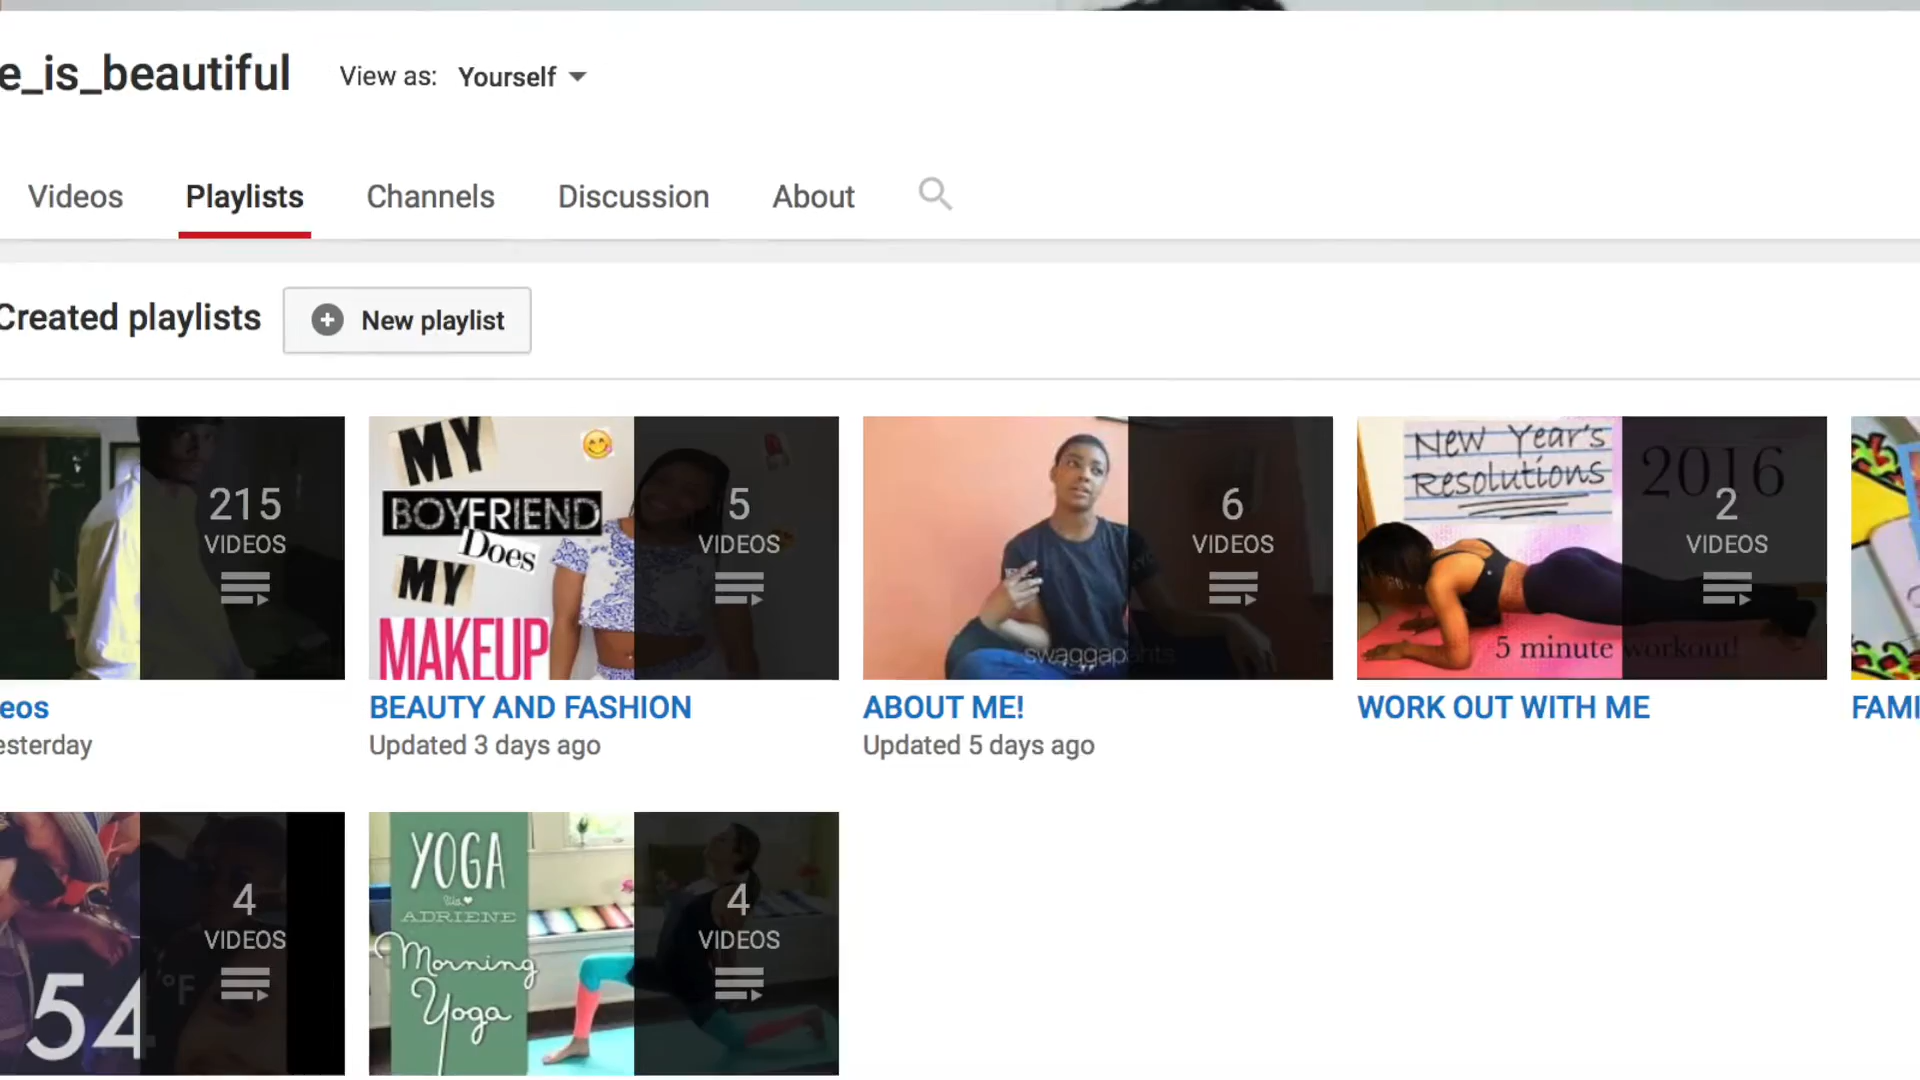 e_is_beautiful View as: Yourself
Videos Playlists Channels Discussion About
Created playlists New playlist
215 VIDEOS
eos
esterday
MY
BOYFRIEND
Does
MY
MAKEUP
5 VIDEOS
BEAUTY AND FASHION
Updated 3 days ago
swaggapants
6 VIDEOS
ABOUT ME!
Updated 5 days ago
New Year's
Resolutions
2016
5 minute workout!
2 VIDEOS
WORK OUT WITH ME
FAMI
54 °F
4 VIDEOS
YOGA
ADRIENE
Morning
Yoga
4 VIDEOS